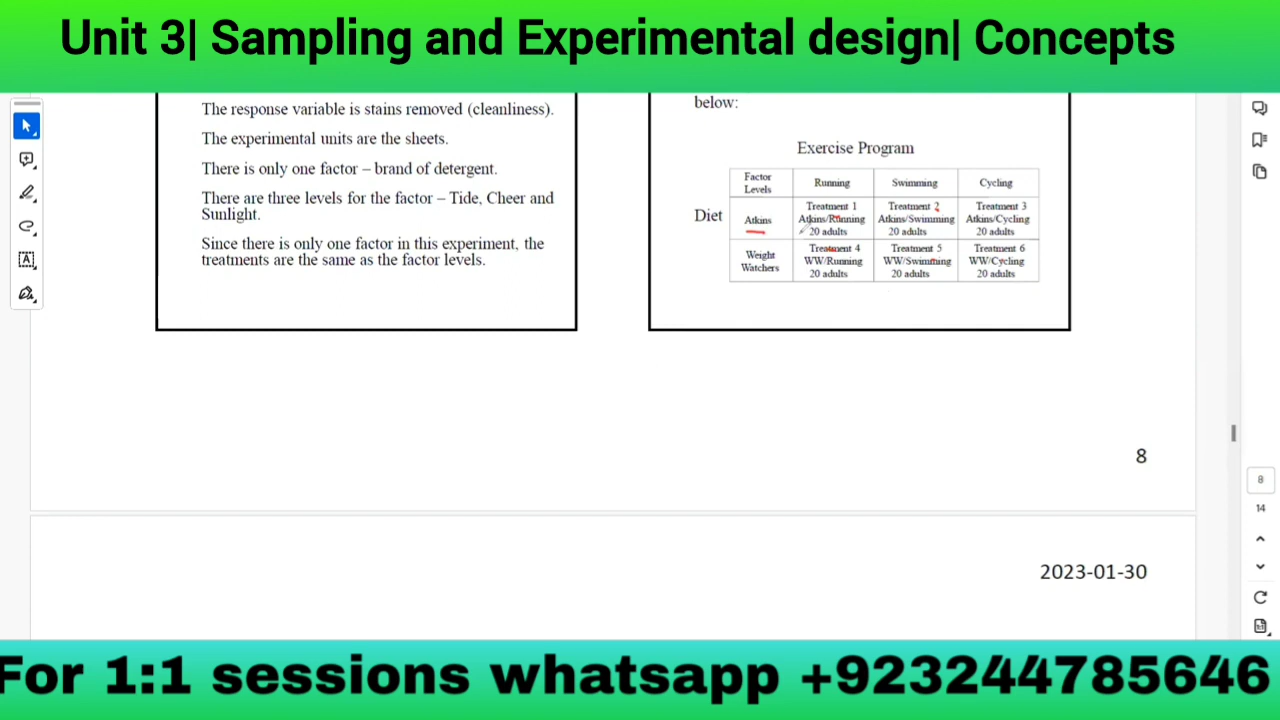 Unit 3| Sampling and Experimental design| Concepts
The response variable is stains removed (cleanliness).
The experimental units are the sheets.
There is only one factor – brand of detergent.
There are three levels for the factor – Tide, Cheer and
Sunlight.
Since there is only one factor in this experiment, the
treatments are the same as the factor levels.
below:
Exercise Program
Factor Levels Running Swimming Cycling
Diet
Atkins
Treatment 1 Treatment 2 Treatment 3
Atkins/Running Atkins/Swimming Atkins/Cycling
20 adults 20 adults 20 adults
Weight Watchers
Treatment 4 Treatment 5 Treatment 6
WW/Running WW/Swimming WW/Cycling
20 adults 20 adults 20 adults
8
8
14
2023-01-30
For 1:1 sessions whatsapp +923244785646